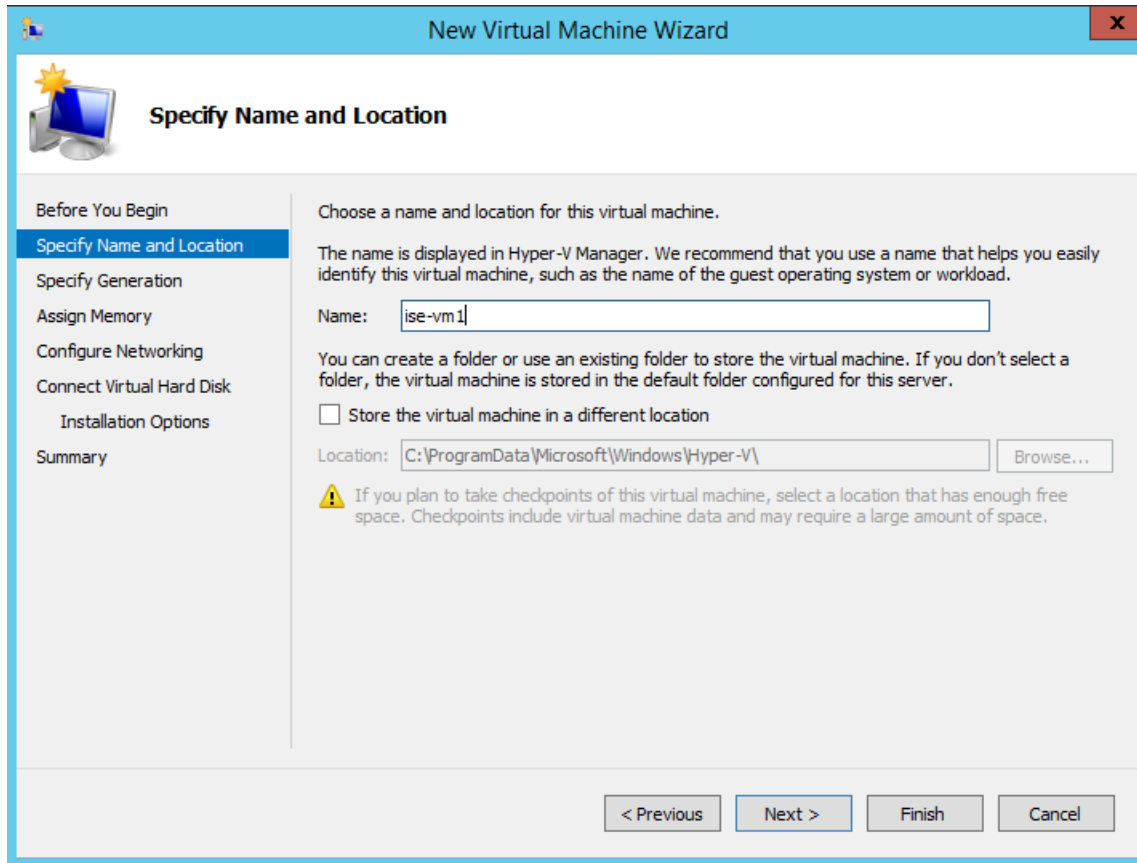 New Virtual Machine Wizard
x
Specify Name and Location
Before You Begin
Specify Name and Location
Specify Generation
Assign Memory
Configure Networking
Connect Virtual Hard Disk
Installation Options
Summary
Choose a name and location for this virtual machine.
The name is displayed in Hyper-V Manager. We recommend that you use a name that helps you easily
identify this virtual machine, such as the name of the guest operating system or workload.
Name: ise-vm1
You can create a folder or use an existing folder to store the virtual machine. If you don't select a
folder, the virtual machine is stored in the default folder configured for this server.
Store the virtual machine in a different location
Location: C:\ProgramData\Microsoft\Windows\Hyper-V\ Browse...
If you plan to take checkpoints of this virtual machine, select a location that has enough free
space. Checkpoints include virtual machine data and may require a large amount of space.
< Previous Next > Finish Cancel